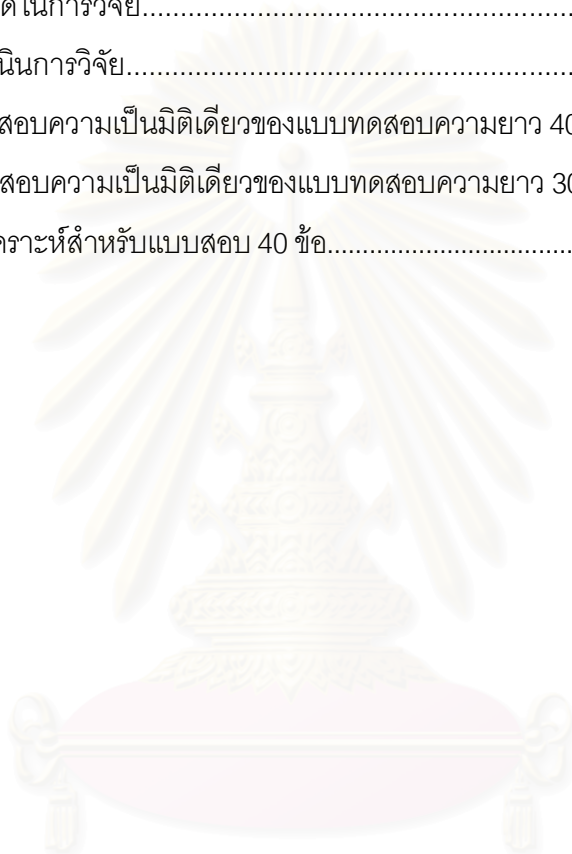 ดในการวิจัย
นินการวิจัย
สอบความเป็นมิติเดียวของแบบทดสอบความยาว 40
สอบความเป็นมิติเดียวของแบบทดสอบความยาว 30
คราะห์สำหรับแบบสอบ 40 ข้อ